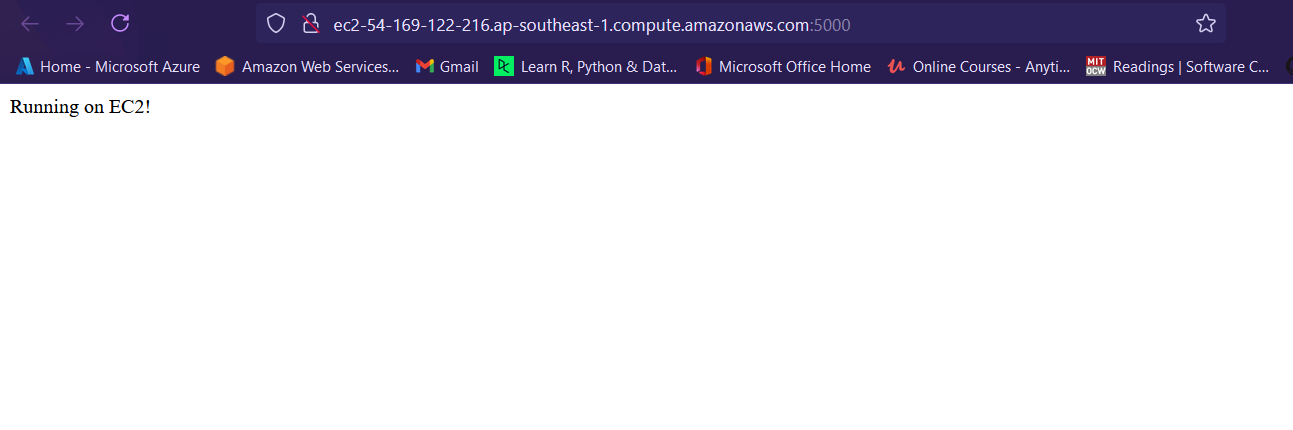 ec2-54-169-122-216.ap-southeast-1.compute.amazonaws.com:5000
Home - Microsoft Azure Amazon Web Services... Gmail Learn R, Python & Dat... Microsoft Office Home Online Courses - Anyti... MIT OCW Readings | Software C...
Running on EC2!